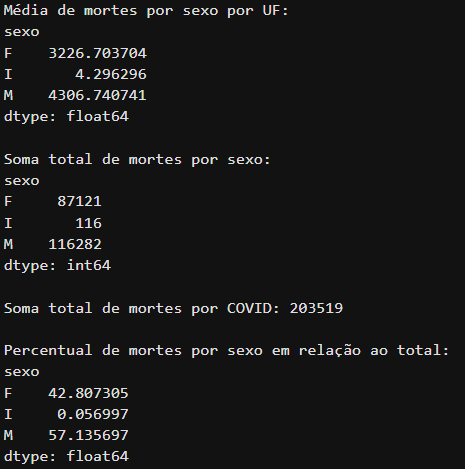 Média de mortes por sexo por UF:
sexo
F    3226.703704
I       4.296296
M    4306.740741
dtype: float64

Soma total de mortes por sexo:
sexo
F     87121
I       116
M    116282
dtype: int64

Soma total de mortes por COVID: 203519

Percentual de mortes por sexo em relação ao total:
sexo
F    42.807305
I     0.056997
M    57.135697
dtype: float64